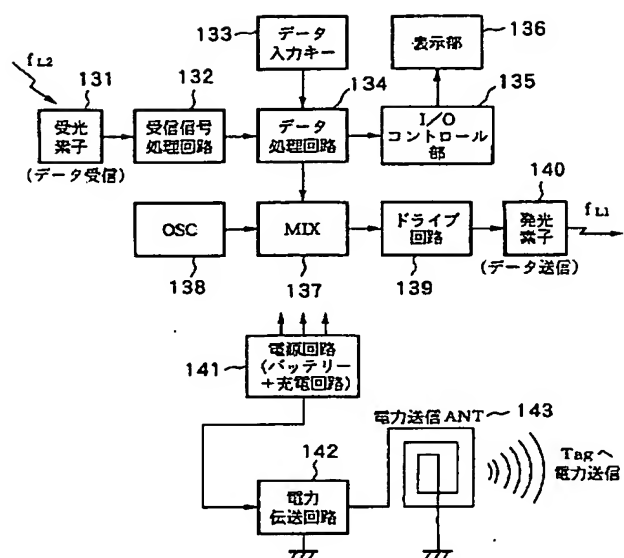 133
データ
入力キー
表示部
136
fL2
131
132
134
135
受光
素子
受信信号
処理回路
データ
処理回路
I/O
コントロール
部
(データ受信)
140
fL1
OSC
MIX
ドライブ
回路
発光
素子
138
137
139
(データ送信)
141
電源回路
(バッテリー
+充電回路)
電力送信ANT
143
142
電力
伝送回路
Tagへ
電力送信